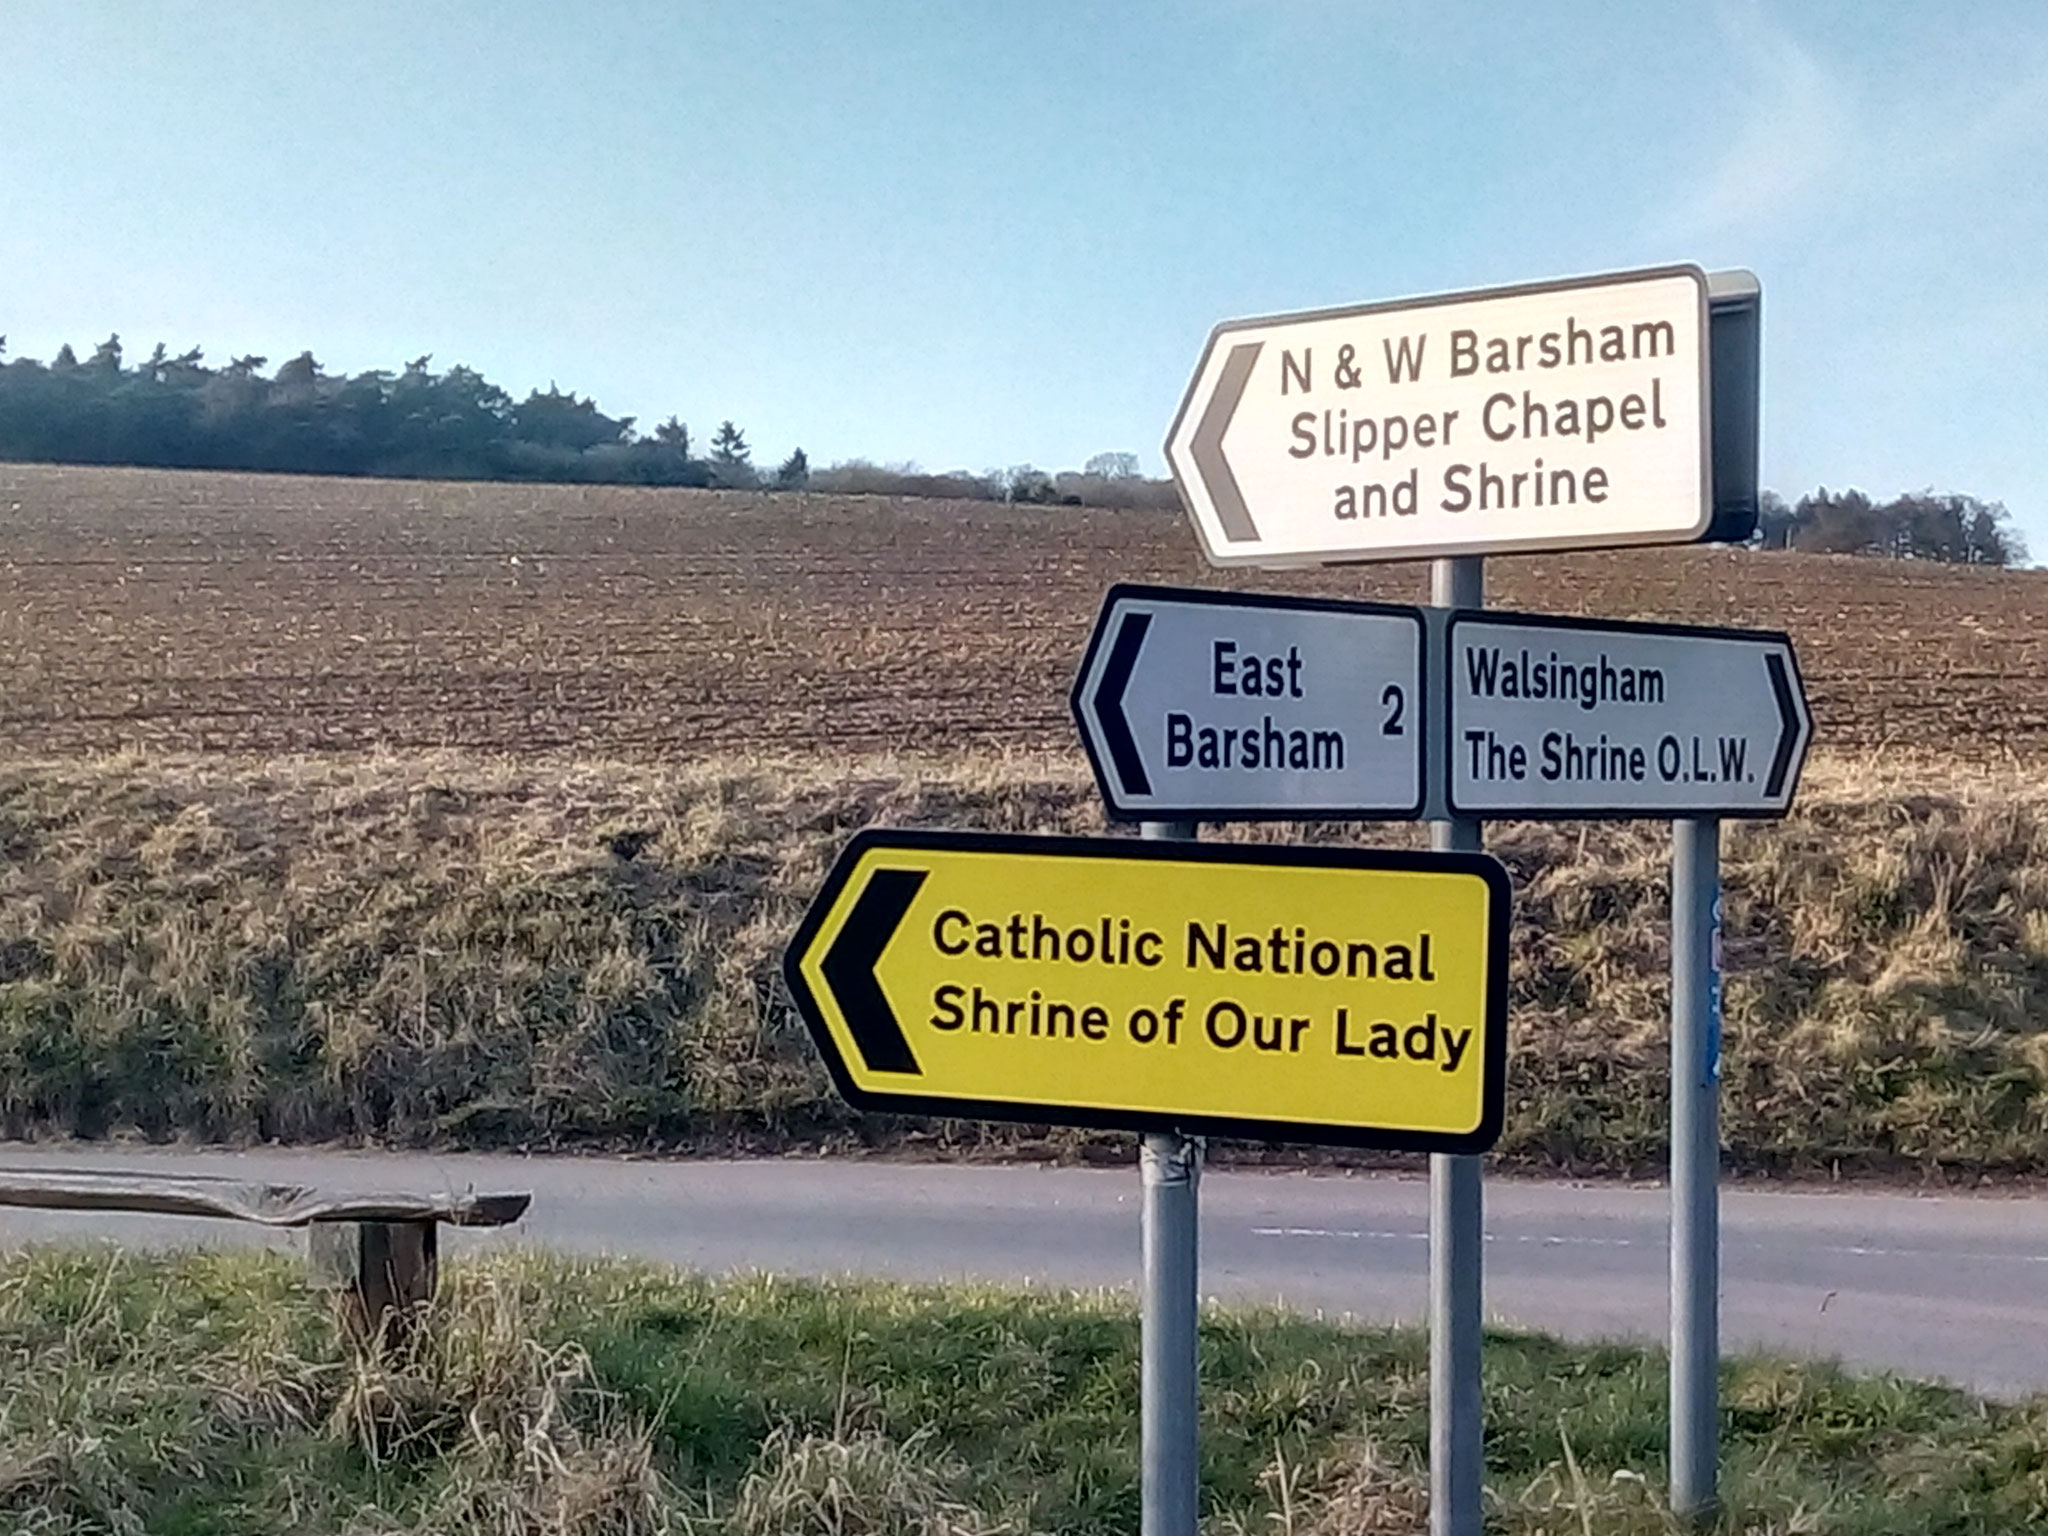 N & W Barsham
Slipper Chapel
and Shrine
East
Barsham 2
Walsingham
The Shrine O.L.W.
Catholic National
Shrine of Our Lady